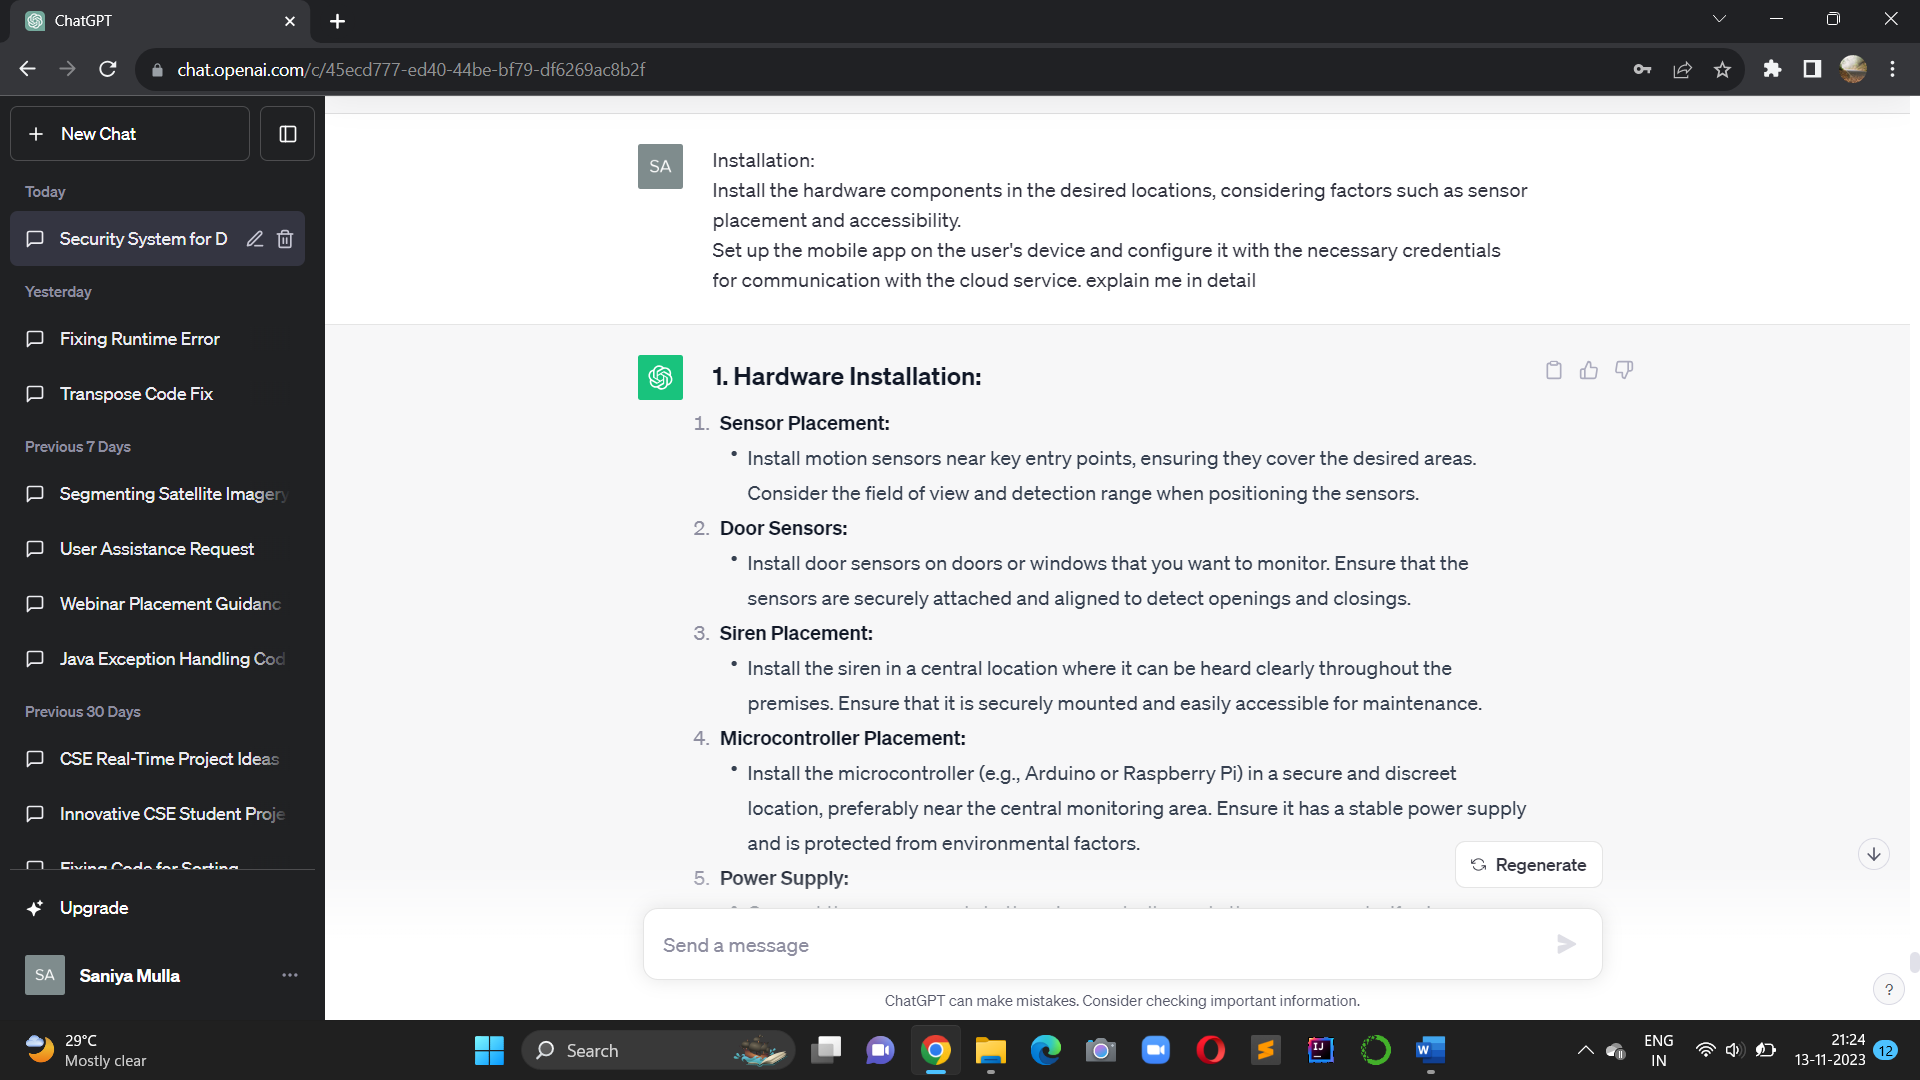 ChatGPT
chat.openai.com/c/45ecd777-ed40-44be-bf79-df6269ac8b2f
New Chat
Today
Security System for D
Yesterday
Fixing Runtime Error
Transpose Code Fix
Previous 7 Days
Segmenting Satellite Imagery
User Assistance Request
Webinar Placement Guidanc
Java Exception Handling Cod
Previous 30 Days
CSE Real-Time Project Ideas
Innovative CSE Student Proje
Fixing Code for Sorting
Upgrade
SA
Saniya Mulla
SA
Installation:
Install the hardware components in the desired locations, considering factors such as sensor
placement and accessibility.
Set up the mobile app on the user's device and configure it with the necessary credentials
for communication with the cloud service. explain me in detail
1. Hardware Installation:
1. Sensor Placement:
• Install motion sensors near key entry points, ensuring they cover the desired areas.
Consider the field of view and detection range when positioning the sensors.
2. Door Sensors:
• Install door sensors on doors or windows that you want to monitor. Ensure that the
sensors are securely attached and aligned to detect openings and closings.
3. Siren Placement:
• Install the siren in a central location where it can be heard clearly throughout the
premises. Ensure that it is securely mounted and easily accessible for maintenance.
4. Microcontroller Placement:
• Install the microcontroller (e.g., Arduino or Raspberry Pi) in a secure and discreet
location, preferably near the central monitoring area. Ensure it has a stable power supply
and is protected from environmental factors.
5. Power Supply:
Regenerate
Send a message
ChatGPT can make mistakes. Consider checking important information.
?
29°C
Mostly clear
Search
IJ
W
ENG
IN
21:24
13-11-2023
12